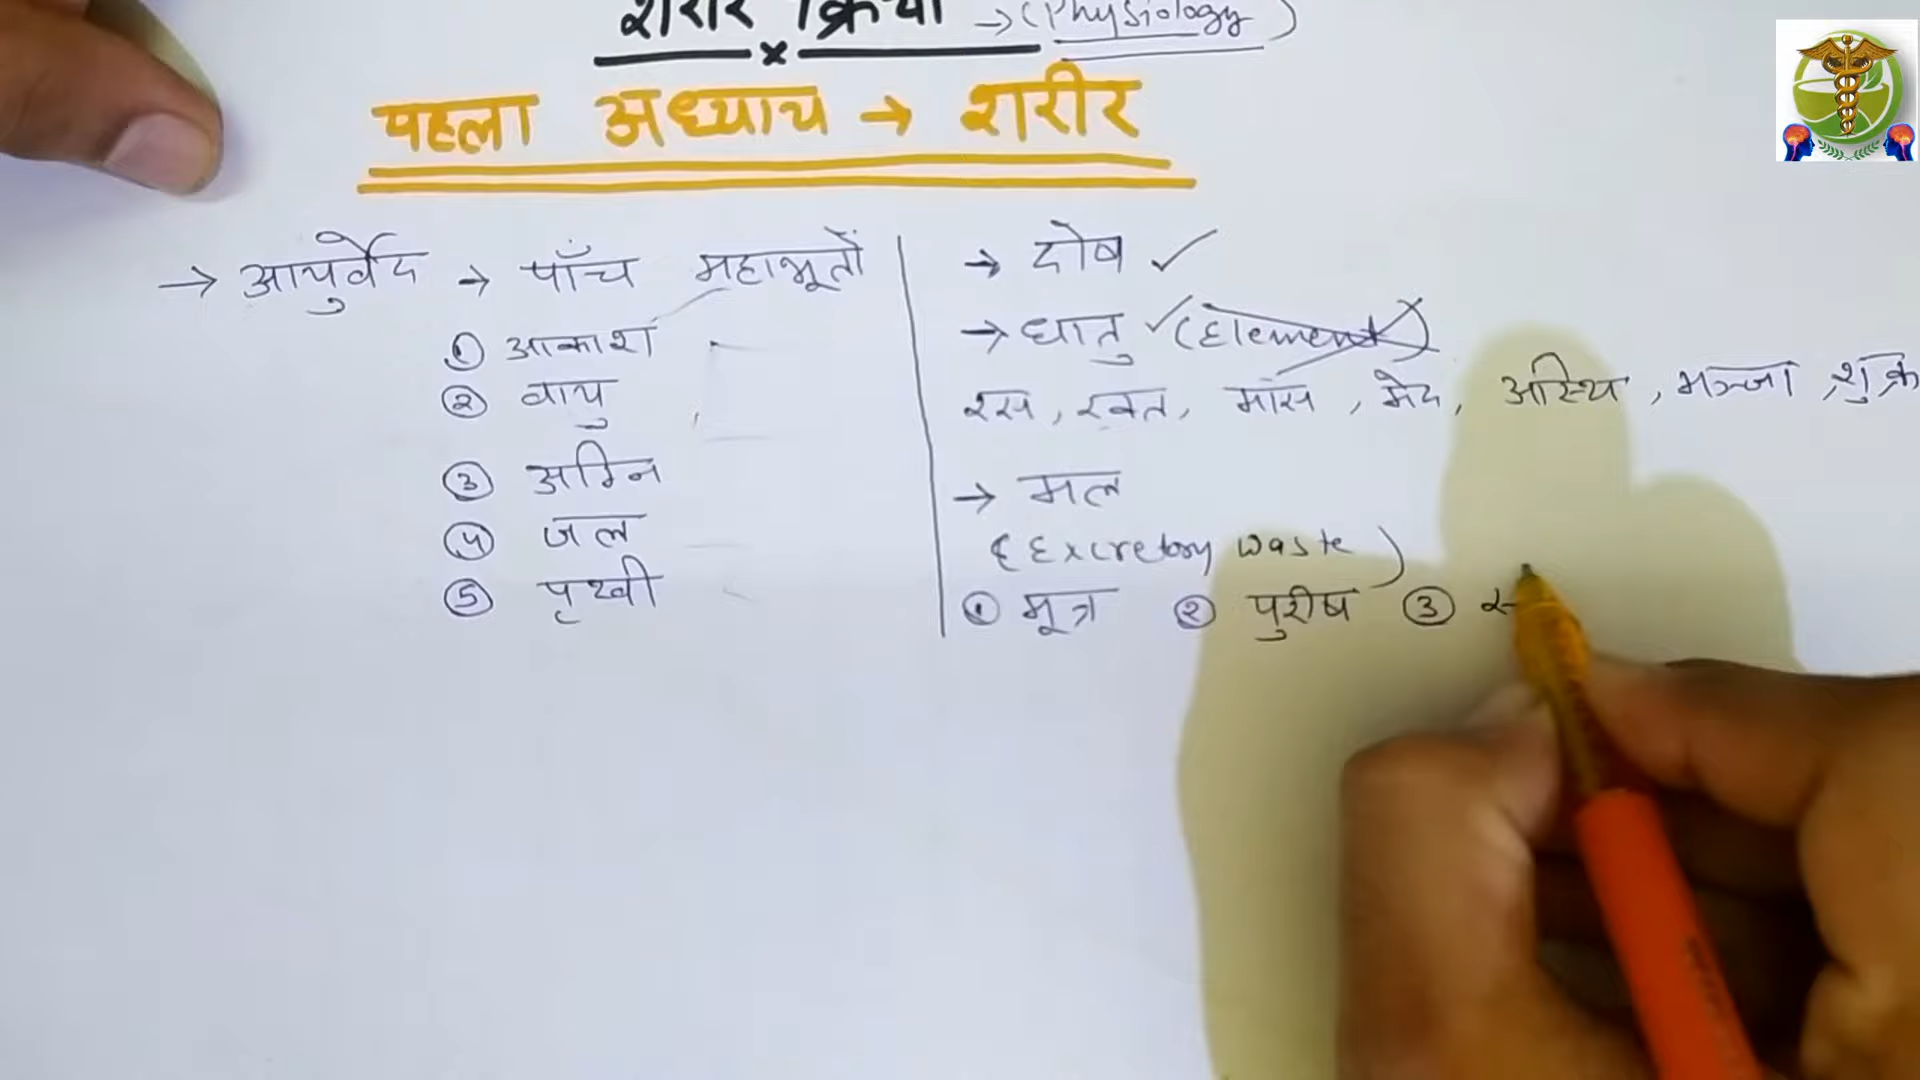 शरीर क्रिया → (Physiology)
पहला अध्याय → शरीर
→ आयुर्वेद → पाँच महाभूतों
① आकाश
② वायु
③ अग्नि
④ जल
⑤ पृथ्वी
→ दोष ✓
→ धातु ✓ (Element)
रस, रक्त, मांस, मेद, अस्थि, मज्जा, शुक्र
→ मल
(Excretory waste)
① मूत्र ② पुरीष ③